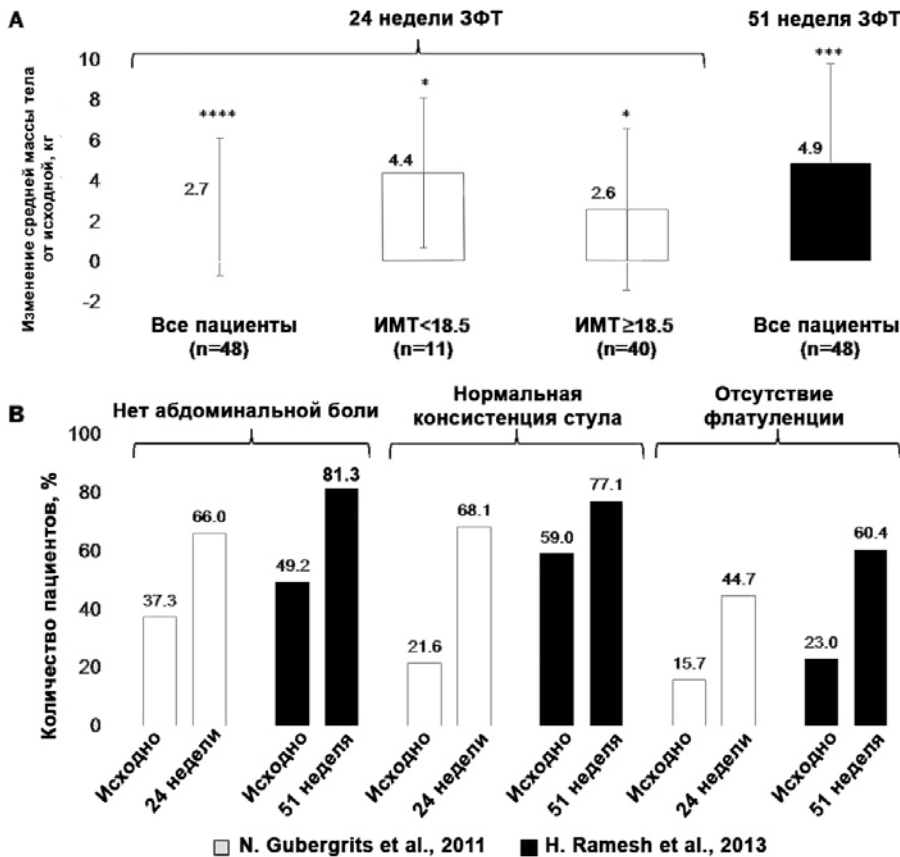 A
24 недели ЗФТ
51 неделя ЗФТ
Изменение средней массы тела
от исходной, кг
10
8
6
4
2
0
-2
****
2.7
*
4.4
*
2.6
***
4.9
Все пациенты
(n=48)
ИМТ<18.5
(n=11)
ИМТ≥18.5
(n=40)
Все пациенты
(n=48)
B
Нет абдоминальной боли
Нормальная
консистенция стула
Отсутствие
флатуленции
Количество пациентов, %
100
80
60
40
20
0
37.3
66.0
49.2
81.3
21.6
68.1
59.0
77.1
15.7
44.7
23.0
60.4
Исходно
24 недели
Исходно
51 неделя
Исходно
24 недели
Исходно
51 неделя
Исходно
24 недели
Исходно
51 неделя
N. Gubergrits et al., 2011
H. Ramesh et al., 2013